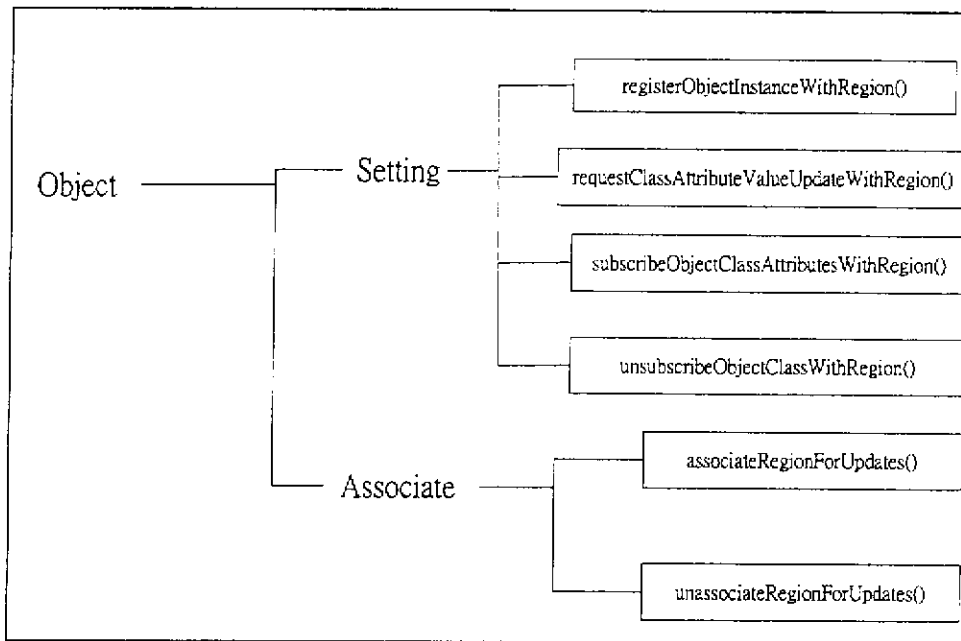 Object
Setting
registerObjectInstanceWithRegion()
requestClassAttributeValueUpdateWithRegion()
subscribeObjectClassAttributesWithRegion()
unsubscribeObjectClassWithRegion()
Associate
associateRegionForUpdates()
unassociateRegionForUpdates()